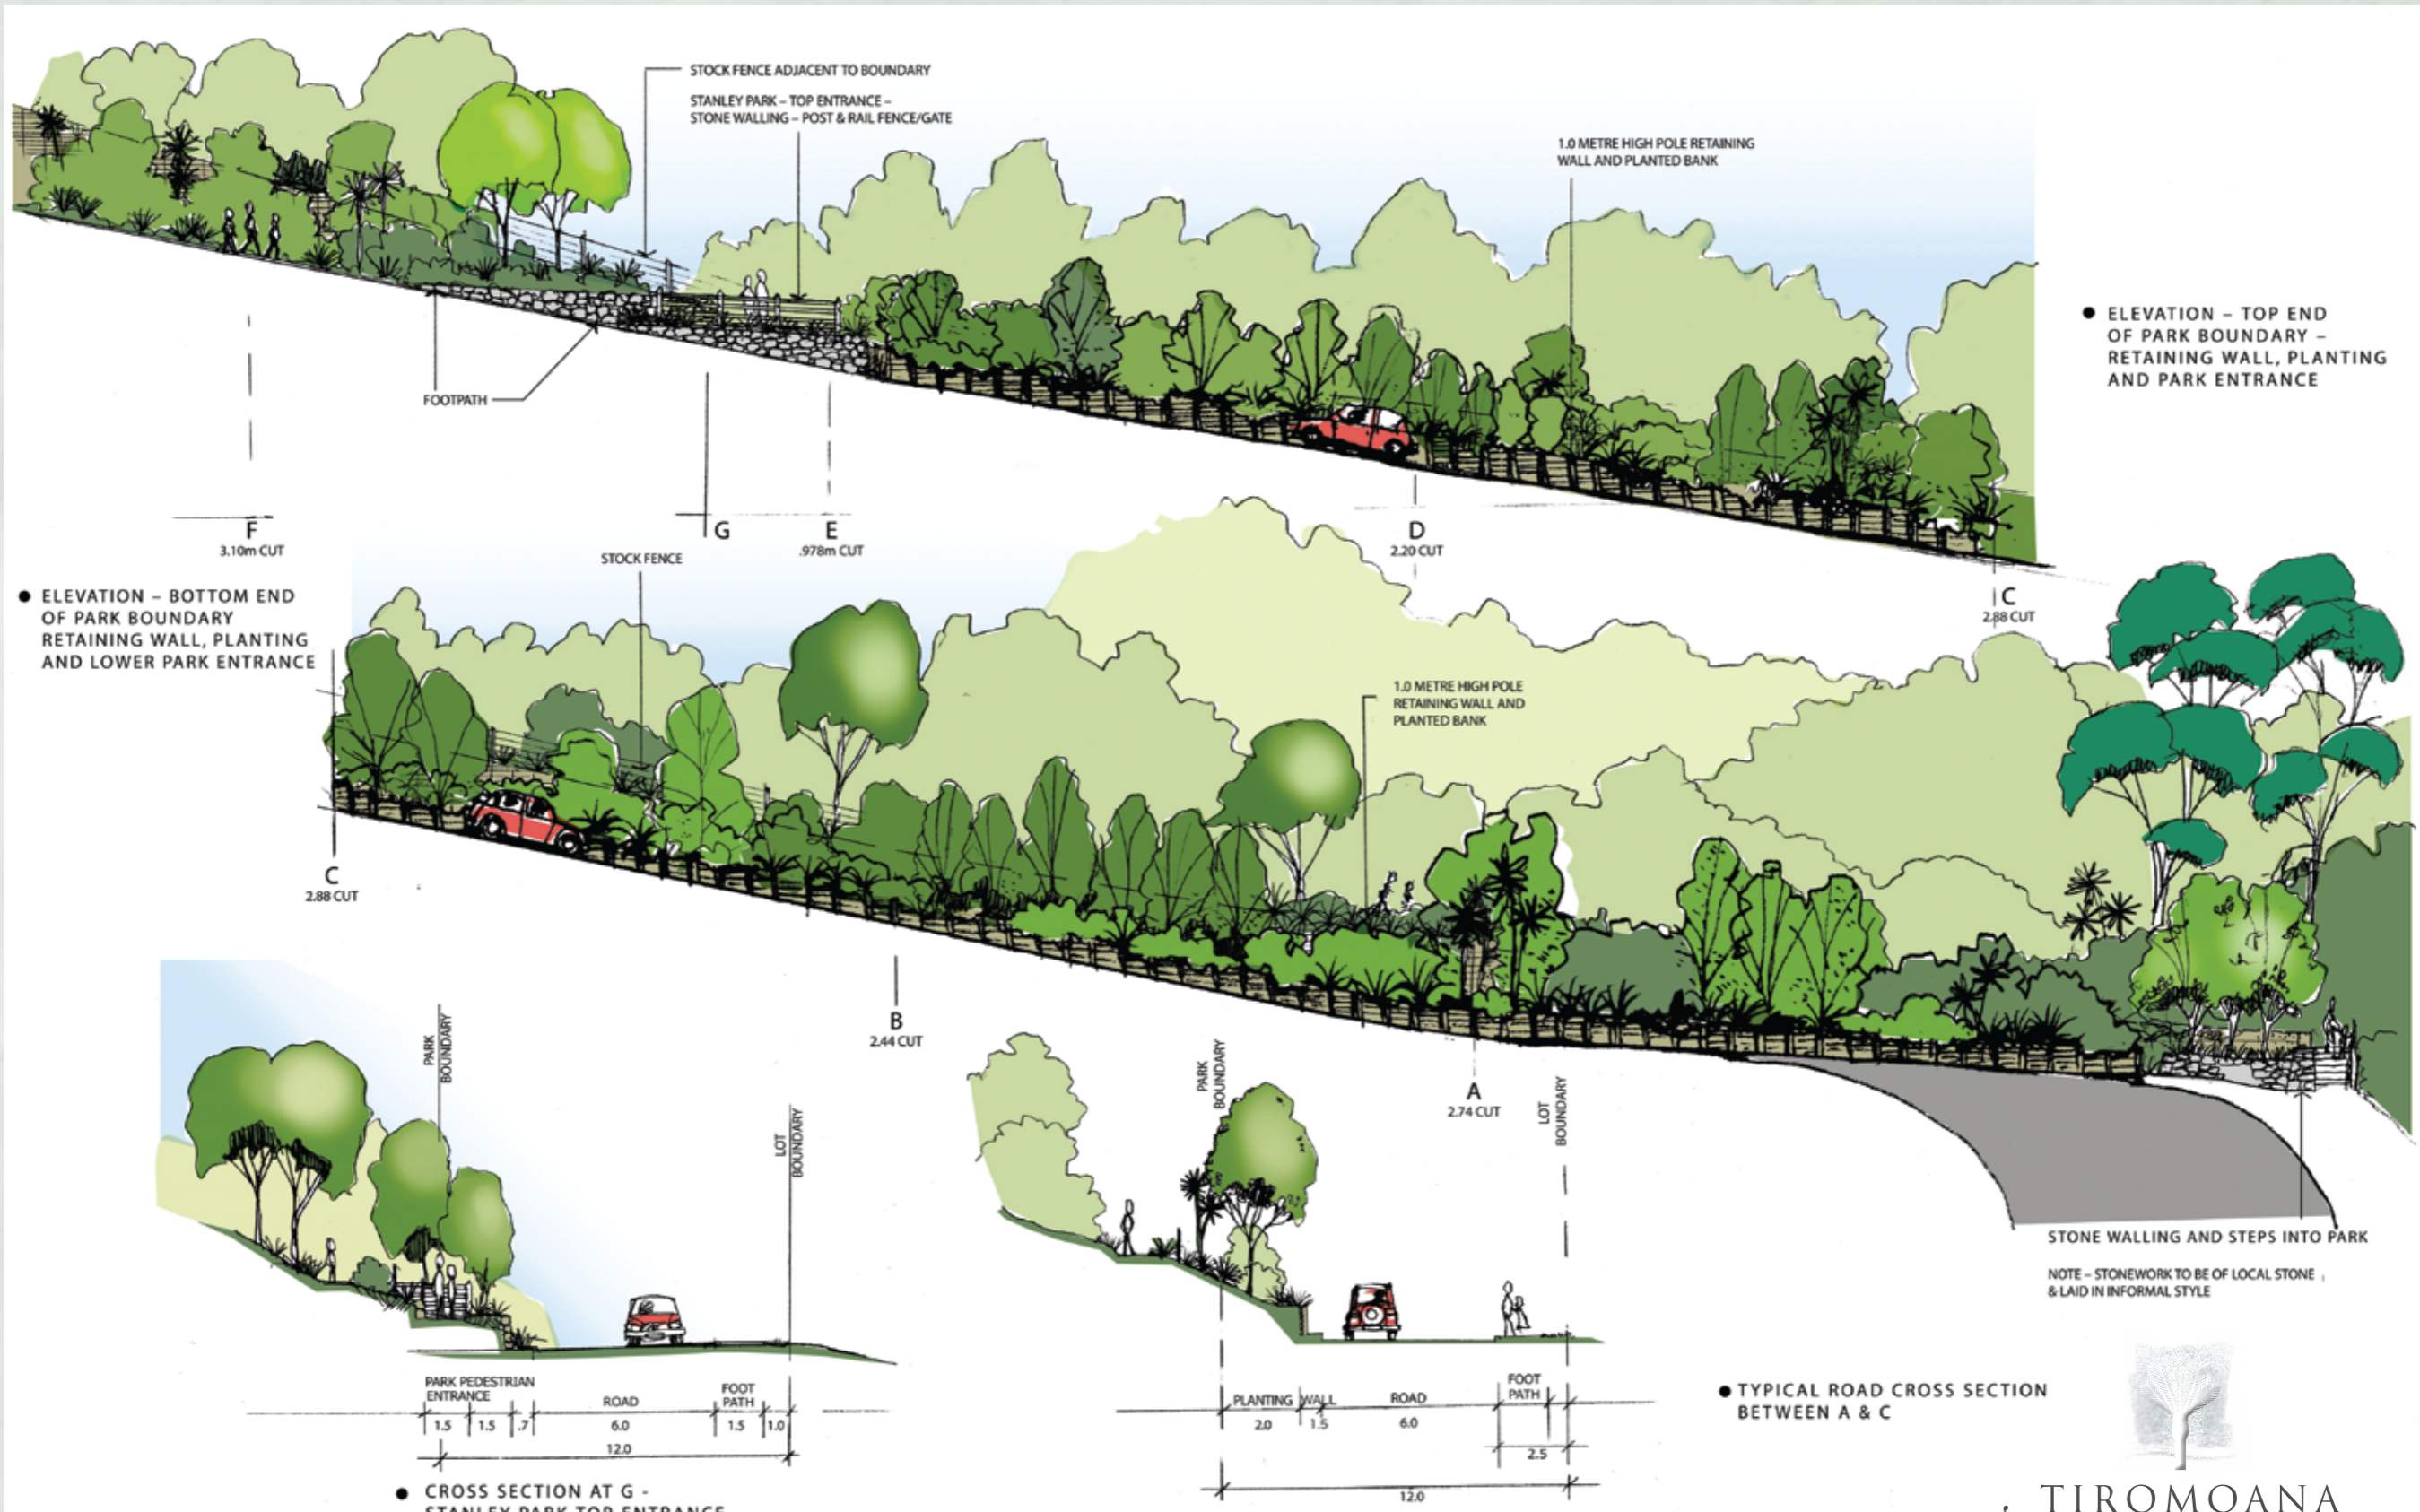 STOCK FENCE ADJACENT TO BOUNDARY
STANLEY PARK – TOP ENTRANCE –
STONE WALLING – POST & RAIL FENCE/GATE
1.0 METRE HIGH POLE RETAINING
WALL AND PLANTED BANK
● ELEVATION – TOP END
OF PARK BOUNDARY –
RETAINING WALL, PLANTING
AND PARK ENTRANCE
FOOTPATH
F
3.10m CUT
G
E
.978m CUT
D
2.20 CUT
C
2.88 CUT
● ELEVATION – BOTTOM END
OF PARK BOUNDARY
RETAINING WALL, PLANTING
AND LOWER PARK ENTRANCE
STOCK FENCE
1.0 METRE HIGH POLE
RETAINING WALL AND
PLANTED BANK
C
2.88 CUT
B
2.44 CUT
A
2.74 CUT
STONE WALLING AND STEPS INTO PARK
NOTE – STONEWORK TO BE OF LOCAL STONE
& LAID IN INFORMAL STYLE
PARK
BOUNDARY
LOT
BOUNDARY
PARK PEDESTRIAN
ENTRANCE
ROAD
FOOT
PATH
1.5
1.5
.7
6.0
1.5
1.0
12.0
● CROSS SECTION AT G -
STANLEY PARK TOP ENTRANCE
PARK
BOUNDARY
LOT
BOUNDARY
PLANTING
WALL
ROAD
FOOT
PATH
2.0
1.5
6.0
2.5
12.0
● TYPICAL ROAD CROSS SECTION
BETWEEN A & C
TIROMOANA